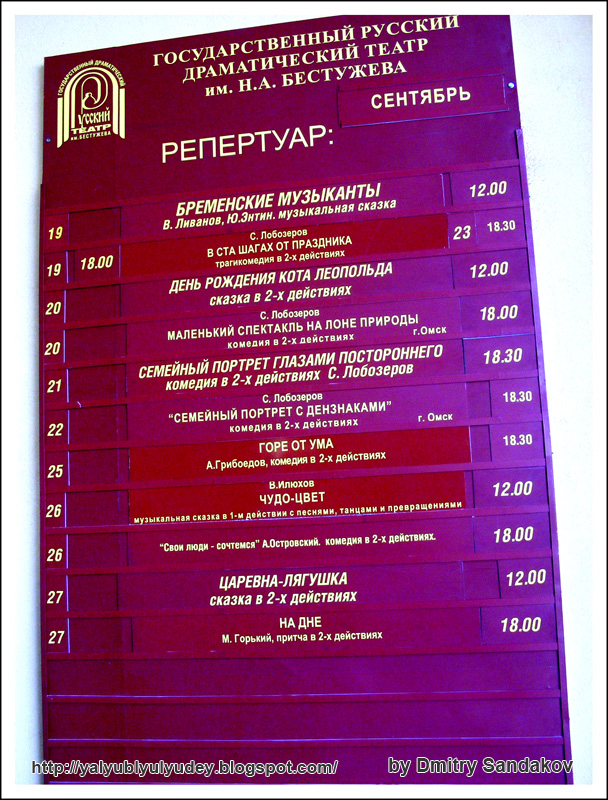 ГОСУДАРСТВЕННЫЙ РУССКИЙ
ДРАМАТИЧЕСКИЙ ТЕАТР
им. Н.А. БЕСТУЖЕВА
ГОСУДАРСТВЕННЫЙ ДРАМАТИЧЕСКИЙ
РУССКИЙ
ТЕАТР
ИМ. БЕСТУЖЕВА
СЕНТЯБРЬ
РЕПЕРТУАР:
19 БРЕМЕНСКИЕ МУЗЫКАНТЫ 12.00
В. Ливанов, Ю.Энтин. музыкальная сказка
С. Лобозеров
19 18.00 В СТА ШАГАХ ОТ ПРАЗДНИКА 23 18.30
трагикомедия в 2-х действиях
20 ДЕНЬ РОЖДЕНИЯ КОТА ЛЕОПОЛЬДА 12.00
сказка в 2-х действиях
С. Лобозеров
20 МАЛЕНЬКИЙ СПЕКТАКЛЬ НА ЛОНЕ ПРИРОДЫ 18.00
комедия в 2-х действиях г.Омск
21 СЕМЕЙНЫЙ ПОРТРЕТ ГЛАЗАМИ ПОСТОРОННЕГО 18.30
комедия в 2-х действиях С. Лобозеров
С. Лобозеров
22 "СЕМЕЙНЫЙ ПОРТРЕТ С ДЕНЗНАКАМИ" 18.30
комедия в 2-х действиях г. Омск
25 ГОРЕ ОТ УМА 18.30
А.Грибоедов, комедия в 2-х действиях
В.Илюхов
26 ЧУДО-ЦВЕТ 12.00
музыкальная сказка в 1-м действии с песнями, танцами и превращениями
26 "Свои люди - сочтемся" А.Островский. комедия в 2-х действиях. 18.00
27 ЦАРЕВНА-ЛЯГУШКА 12.00
сказка в 2-х действиях
27 НА ДНЕ 18.00
М. Горький, притча в 2-х действиях
http://yalyublyulyudey.blogspot.com/ by Dmitry Sandakov